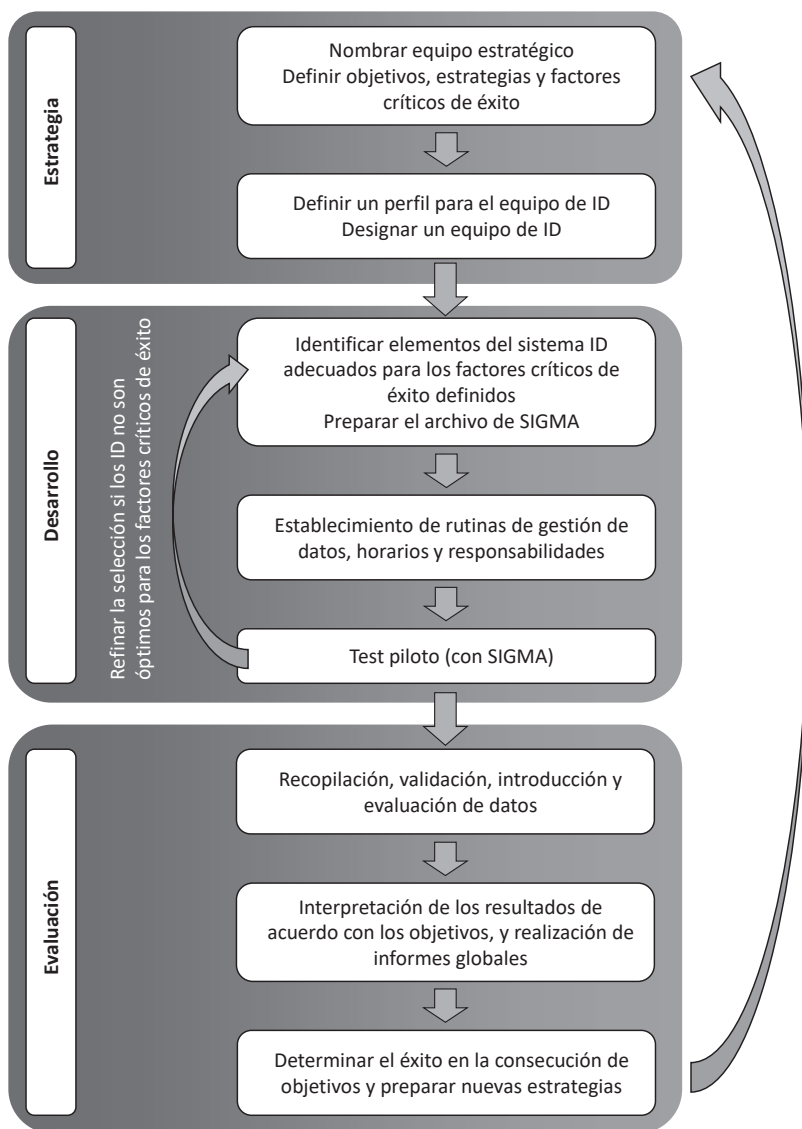 Estrategia
Nombrar equipo estratégico
Definir objetivos, estrategias y factores
críticos de éxito
Definir un perfil para el equipo de ID
Designar un equipo de ID
Desarrollo
Refinar la selección si los ID no son
óptimos para los factores críticos de éxito
Identificar elementos del sistema ID
adecuados para los factores críticos de
éxito definidos
Preparar el archivo de SIGMA
Establecimiento de rutinas de gestión de
datos, horarios y responsabilidades
Test piloto (con SIGMA)
Evaluación
Recopilación, validación, introducción y
evaluación de datos
Interpretación de los resultados de
acuerdo con los objetivos, y realización de
informes globales
Determinar el éxito en la consecución de
objetivos y preparar nuevas estrategias